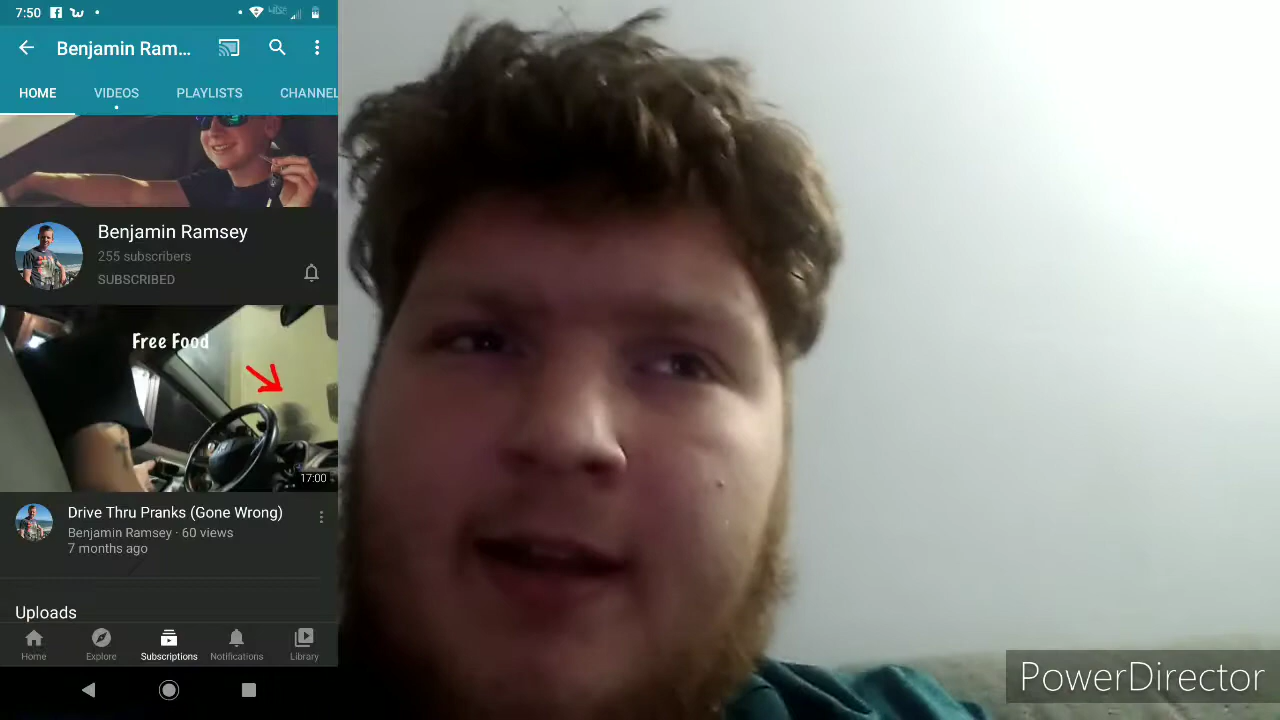 7:50
Benjamin Ram...
HOME VIDEOS PLAYLISTS CHANNEL
Benjamin Ramsey
255 subscribers
SUBSCRIBED
Free Food
17:00
Drive Thru Pranks (Gone Wrong)
Benjamin Ramsey · 60 views
7 months ago
Uploads
Home Explore Subscriptions Notifications Library
PowerDirector